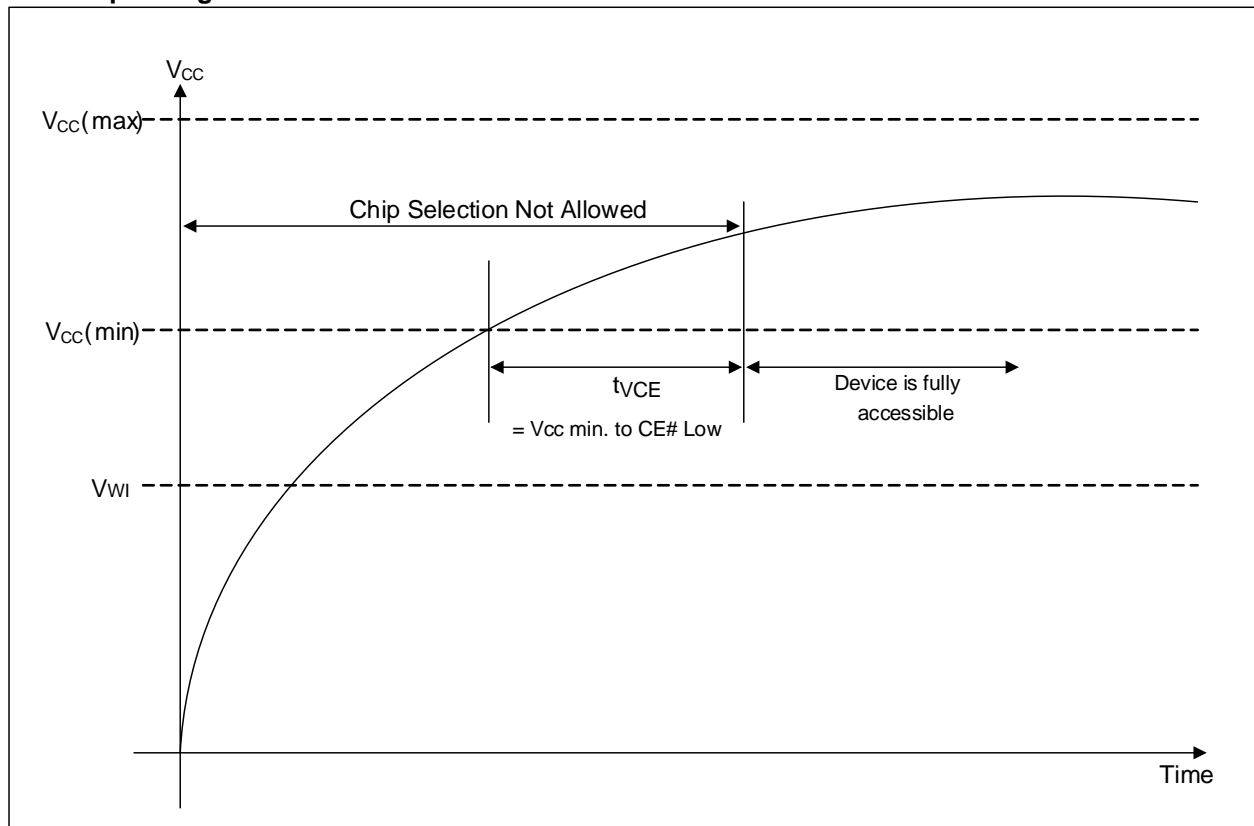 VCC
VCC(max)
Chip Selection Not Allowed
VCC(min)
tVCE
= Vcc min. to CE# Low
Device is fully
accessible
VWI
Time